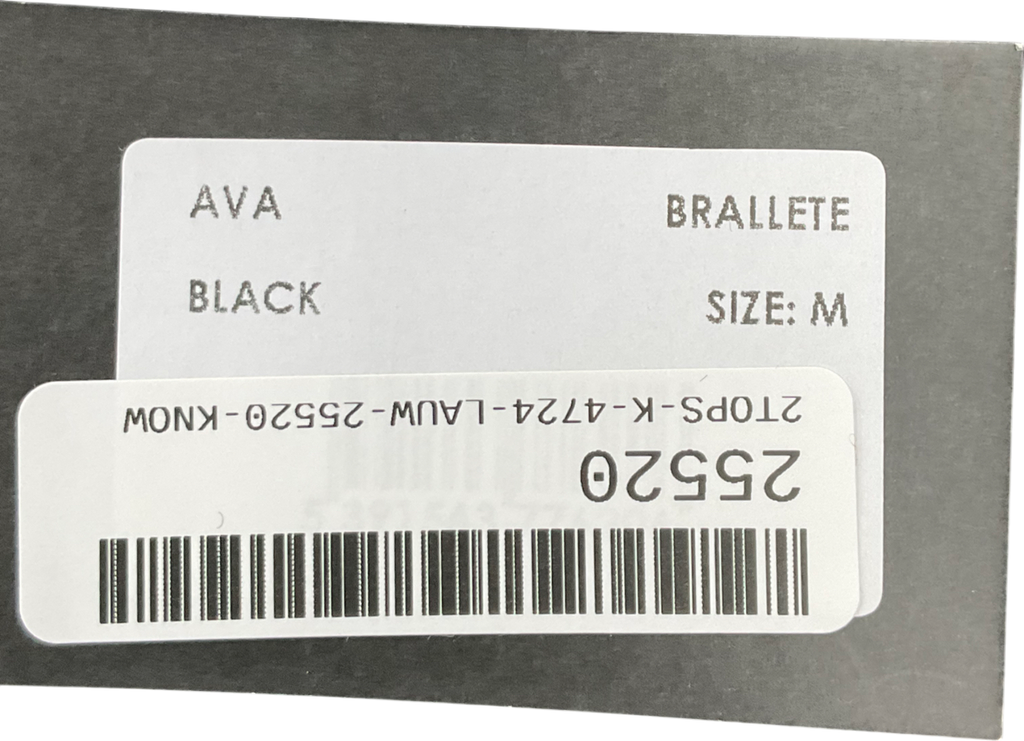 AVA BRALLETE
BLACK SIZE: M
2TOPS-K-4724-LAUW-25520-KNOW
25520